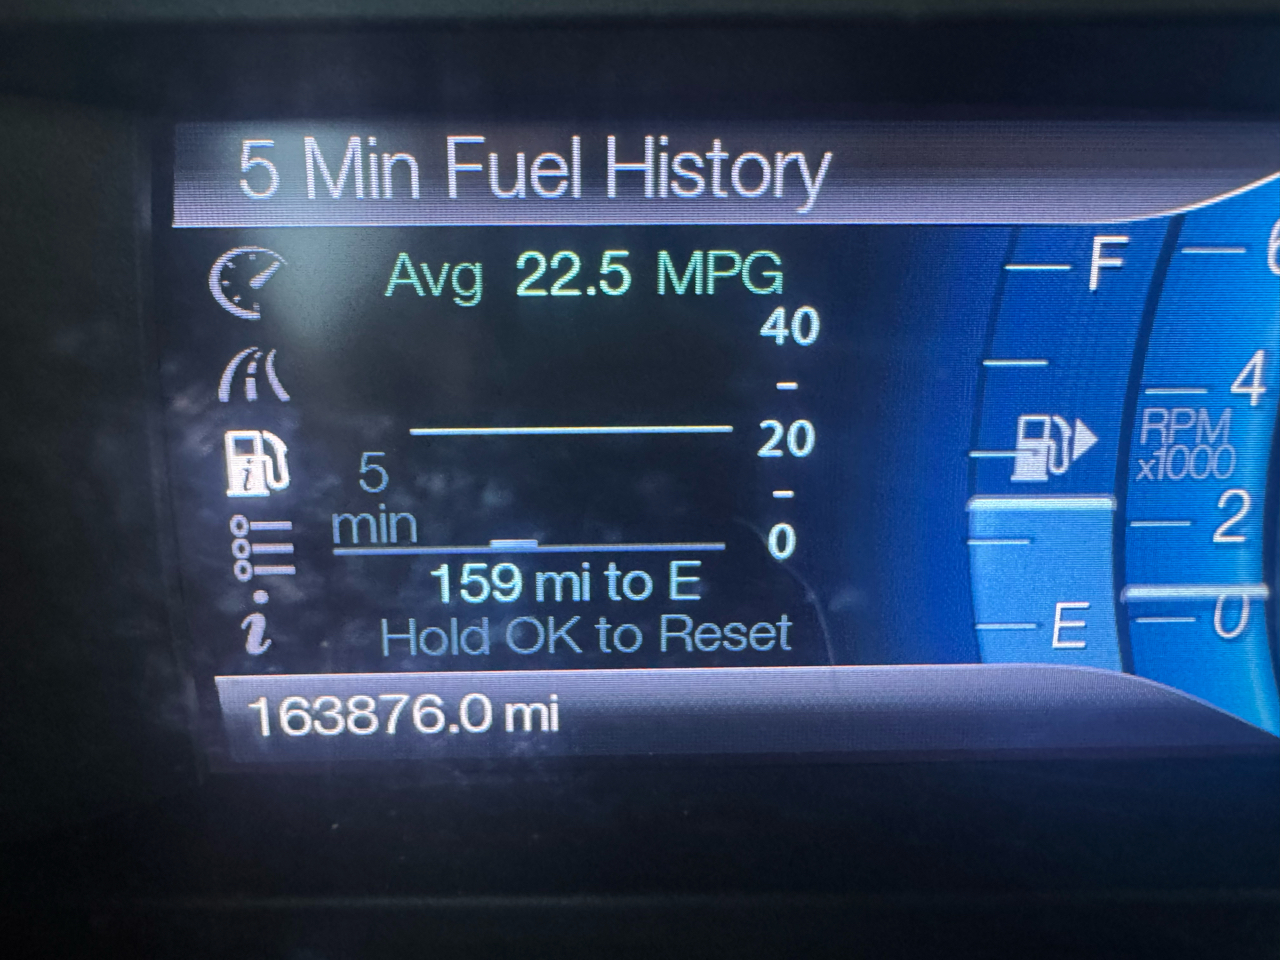 5 Min Fuel History
Avg 22.5 MPG
40
20
5
min
0
159 mi to E
Hold OK to Reset
163876.0 mi
F
E
4
RPM
x1000
2
0